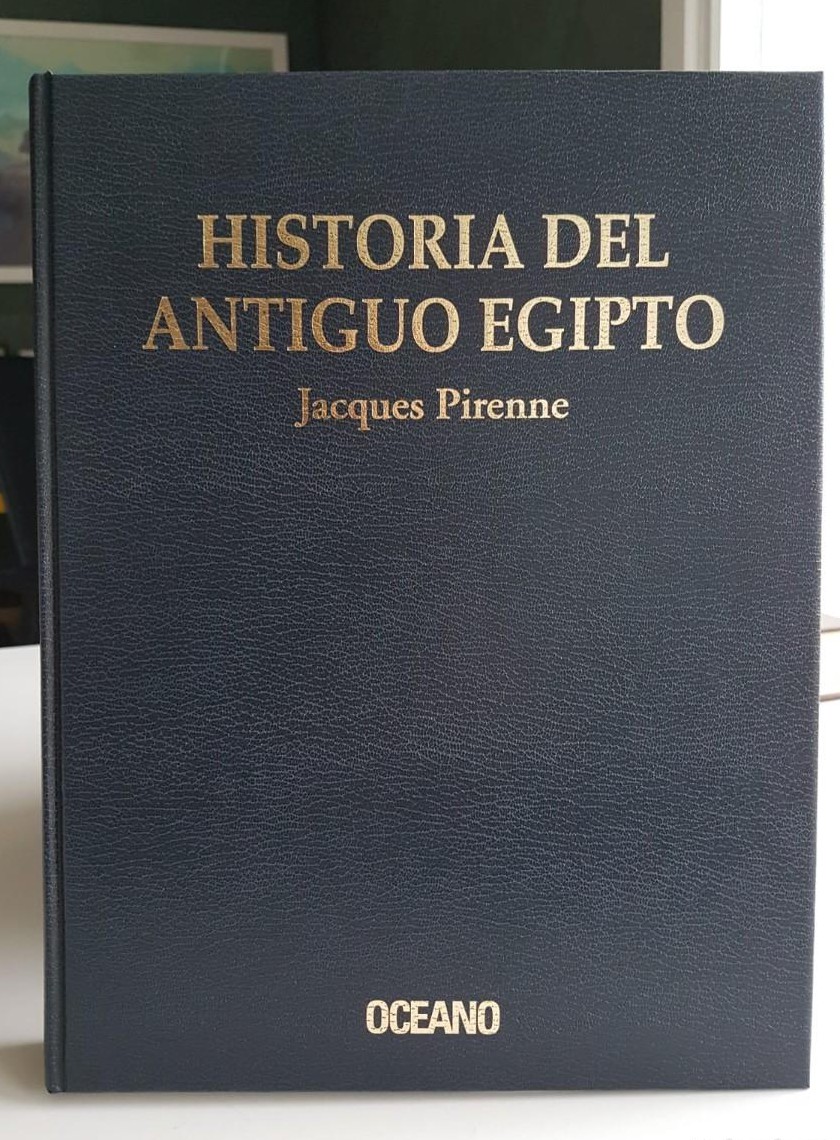 HISTORIA DEL
ANTIGUO EGIPTO
Jacques Pirenne
OCEANO